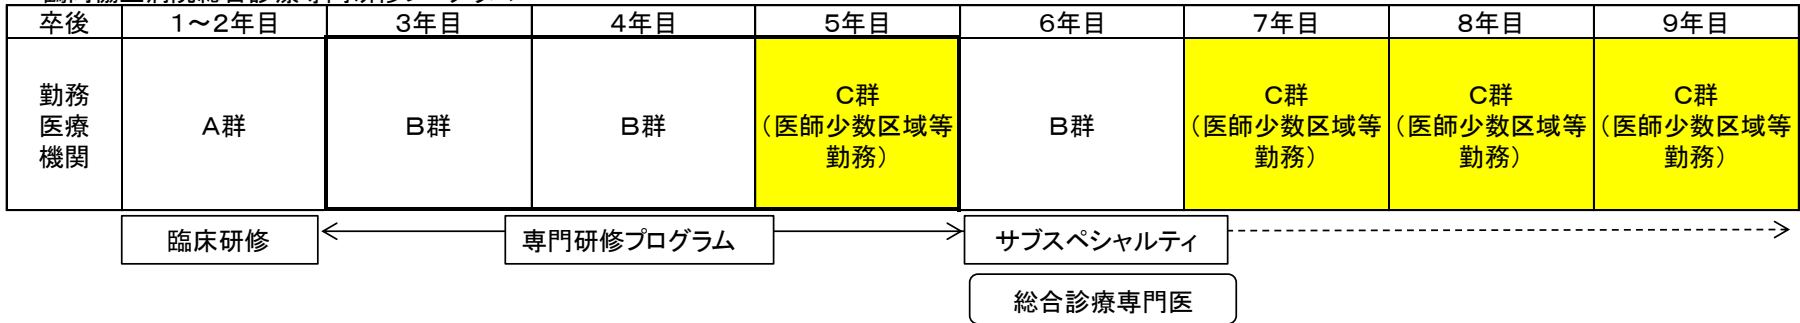 卒後 1~2年目 3年目 4年目 5年目 6年目 7年目 8年目 9年目
勤務
医療
機関
A群
B群
B群
C群
(医師少数区域等
勤務)
B群
C群
(医師少数区域等
勤務)
C群
(医師少数区域等
勤務)
C群
(医師少数区域等
勤務)
臨床研修
専門研修プログラム
サブスペシャルティ
総合診療専門医